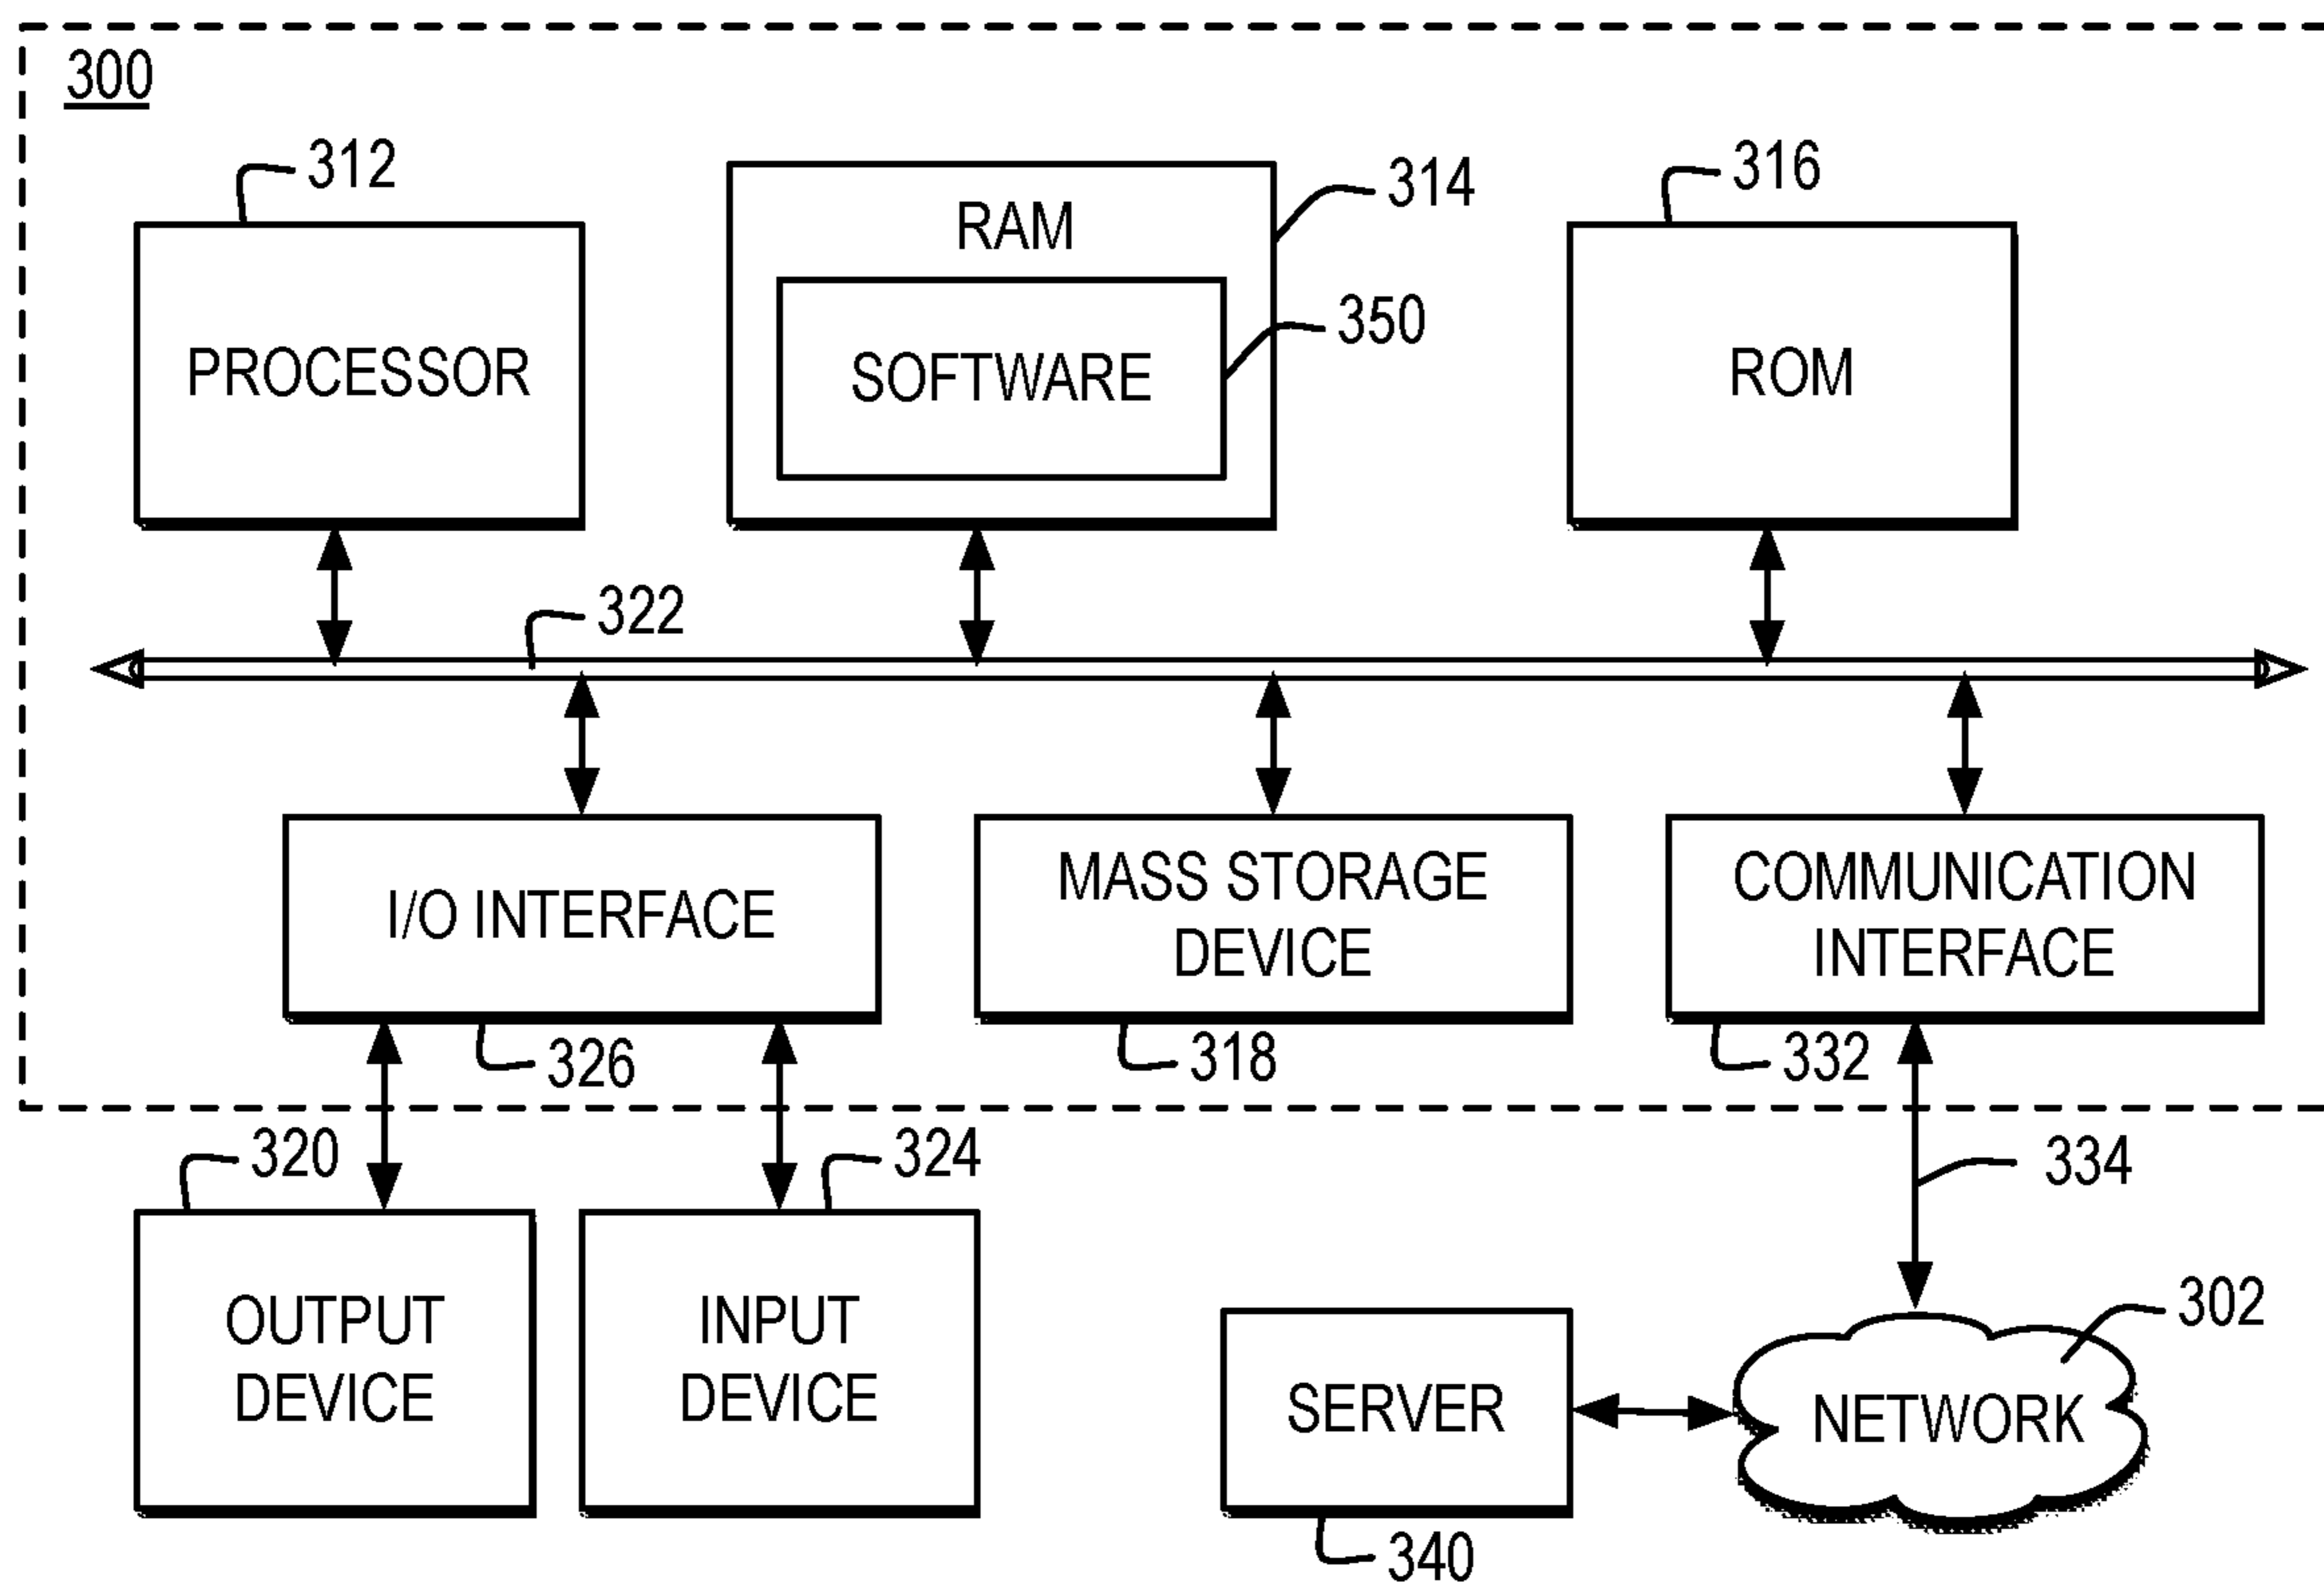 300
312
314
316
RAM
350
PROCESSOR
SOFTWARE
ROM
322
I/O INTERFACE
MASS STORAGE
DEVICE
COMMUNICATION
INTERFACE
326
318
332
320
324
334
OUTPUT
DEVICE
INPUT
DEVICE
302
SERVER
NETWORK
340